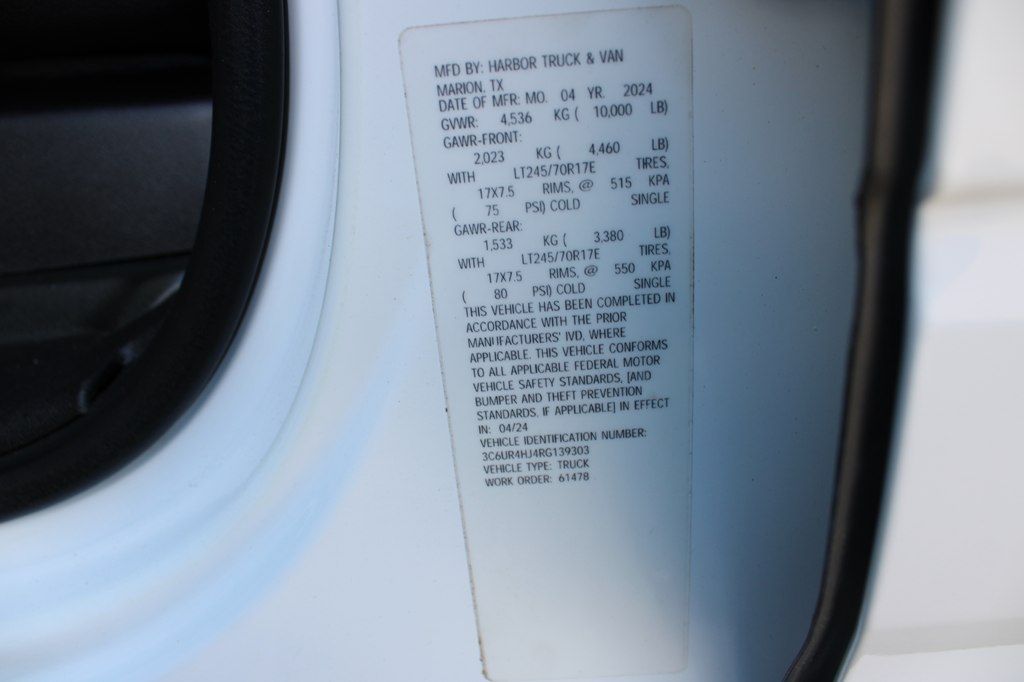 MFD BY: HARBOR TRUCK & VAN
MARION, TX
DATE OF MFR: MO. 04 YR. 2024
GVWR: 4,536 KG ( 10,000 LB)
GAWR-FRONT:
2,023 KG ( 4,460 LB)
WITH LT245/70R17E TIRES,
17X7.5 RIMS, @ 515 KPA
( 75 PSI) COLD SINGLE
GAWR-REAR:
1,533 KG ( 3,380 LB)
WITH LT245/70R17E TIRES,
17X7.5 RIMS, @ 550 KPA
( 80 PSI) COLD SINGLE
THIS VEHICLE HAS BEEN COMPLETED IN
ACCORDANCE WITH THE PRIOR
MANUFACTURERS' IVD, WHERE
APPLICABLE. THIS VEHICLE CONFORMS
TO ALL APPLICABLE FEDERAL MOTOR
VEHICLE SAFETY STANDARDS, [AND
BUMPER AND THEFT PREVENTION
STANDARDS, IF APPLICABLE] IN EFFECT
IN: 04/24
VEHICLE IDENTIFICATION NUMBER:
3C6UR4HJ4RG139303
VEHICLE TYPE: TRUCK
WORK ORDER: 61478